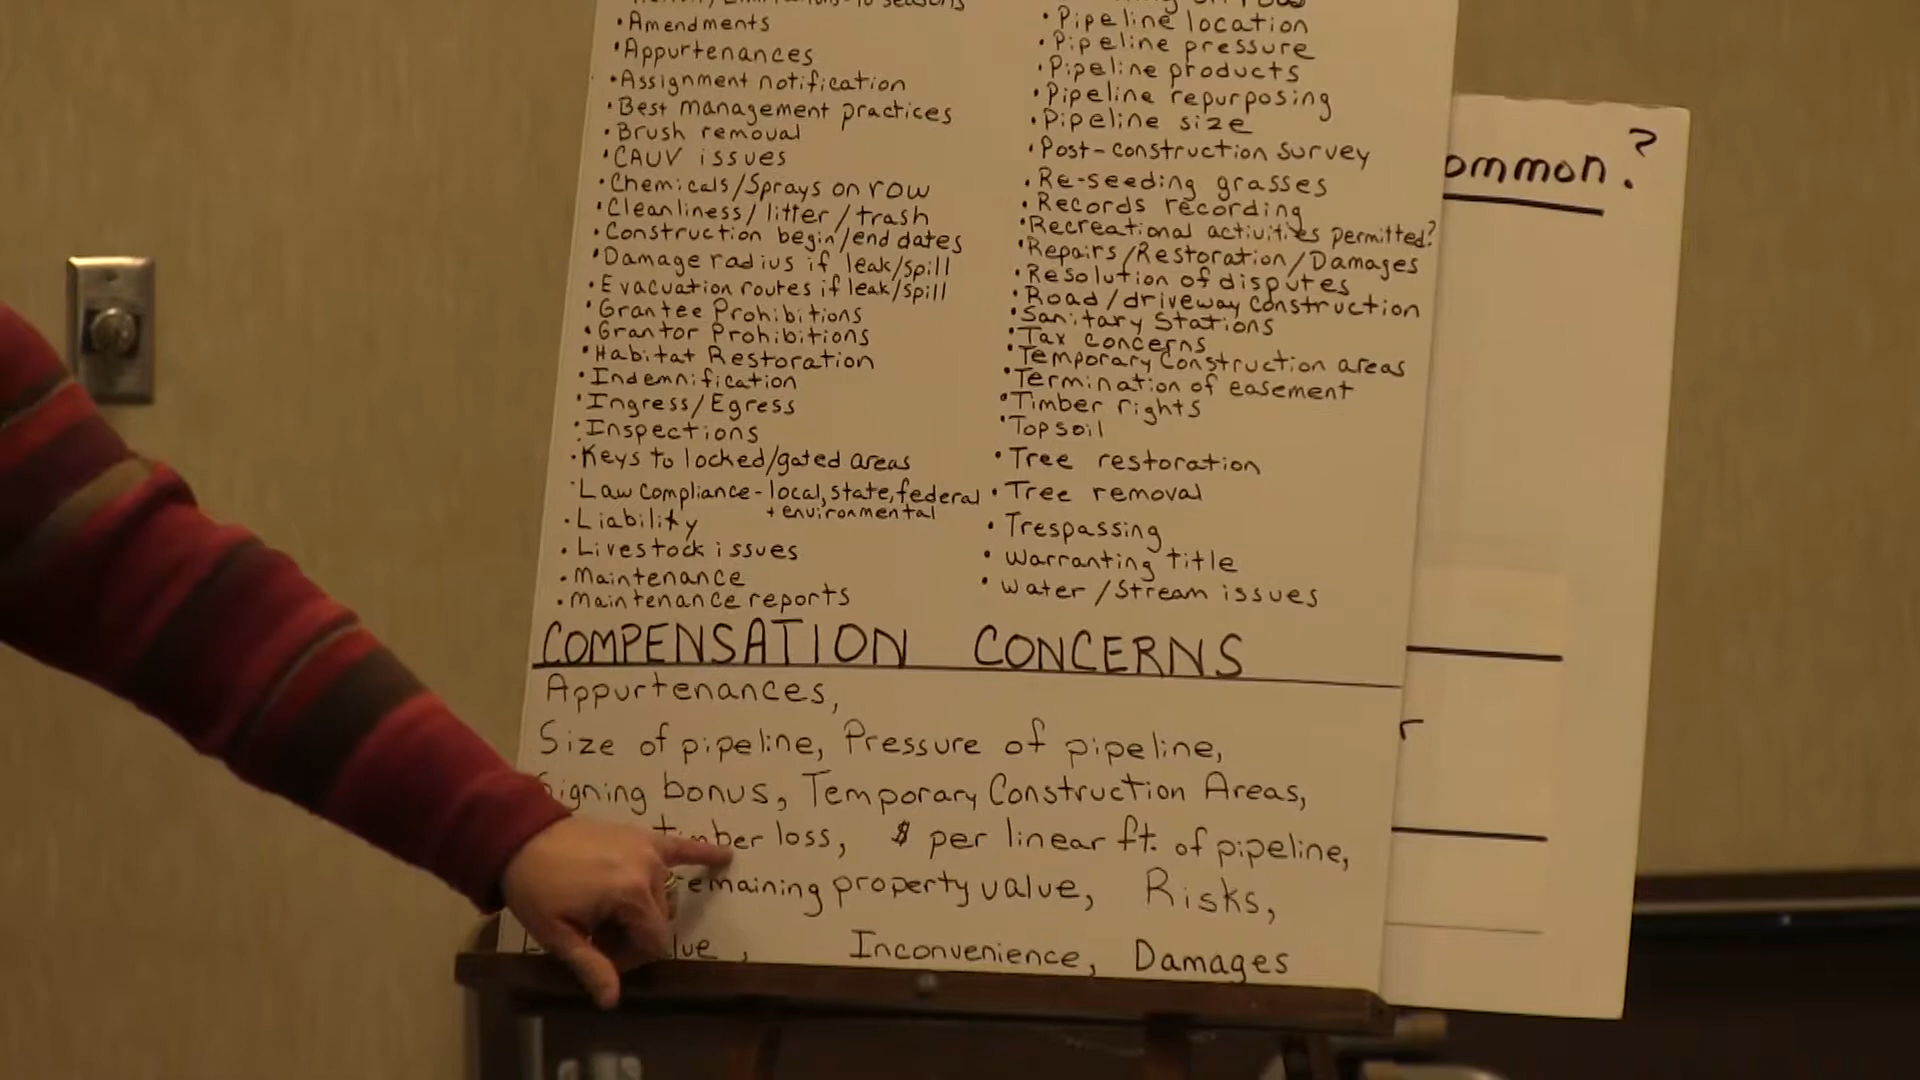 • Amendments
• Appurtenances
• Assignment notification
• Best management practices
• Brush removal
• CAUV issues
• Chemicals/Sprays on row
• Cleanliness/litter/trash
• Construction begin/end dates
• Damage radius if leak/spill
• Evacuation routes if leak/spill
• Grantee Prohibitions
• Grantor Prohibitions
• Habitat Restoration
• Indemnification
• Ingress/Egress
• Inspections
• Keys to locked/gated areas
• Law compliance - local, state, federal
+ environmental
• Liability
• Livestock issues
• Maintenance
• Maintenance reports
• Pipeline location
• Pipeline pressure
• Pipeline products
• Pipeline repurposing
• Pipeline size
• Post-construction survey
• Re-seeding grasses
• Records recording
• Recreational activities permitted?
• Repairs/Restoration/Damages
• Resolution of disputes
• Road/driveway construction
• Sanitary Stations
• Tax concerns
• Temporary Construction areas
• Termination of easement
• Timber rights
• Topsoil
• Tree restoration
• Tree removal
• Trespassing
• Warranting title
• Water/Stream issues
COMPENSATION CONCERNS
Appurtenances,
Size of pipeline, Pressure of pipeline,
Signing bonus, Temporary Construction Areas,
timber loss, $ per linear ft. of pipeline,
remaining property value, Risks,
Inconvenience, Damages
ommon?